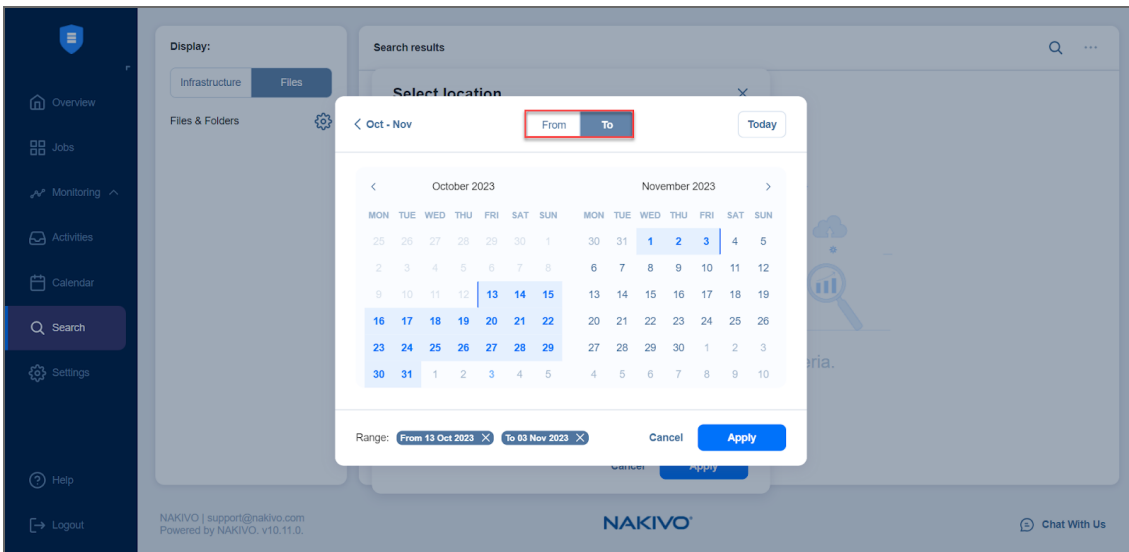 Overview
Jobs
Monitoring
Activities
Calendar
Search
Settings
Help
Logout
Display:
Infrastructure Files
Files & Folders
Search results
Select location
Oct - Nov
From To
Today
October 2023
MON TUE WED THU FRI SAT SUN
25 26 27 28 29 30 1
2 3 4 5 6 7 8
9 10 11 12 13 14 15
16 17 18 19 20 21 22
23 24 25 26 27 28 29
30 31 1 2 3 4 5
November 2023
MON TUE WED THU FRI SAT SUN
30 31 1 2 3 4 5
6 7 8 9 10 11 12
13 14 15 16 17 18 19
20 21 22 23 24 25 26
27 28 29 30 1 2 3
4 5 6 7 8 9 10
Range: From 13 Oct 2023 To 03 Nov 2023
Cancel Apply
Cancel Apply
NAKIVO | support@nakivo.com
Powered by NAKIVO. v10.11.0.
NAKIVO®
Chat With Us